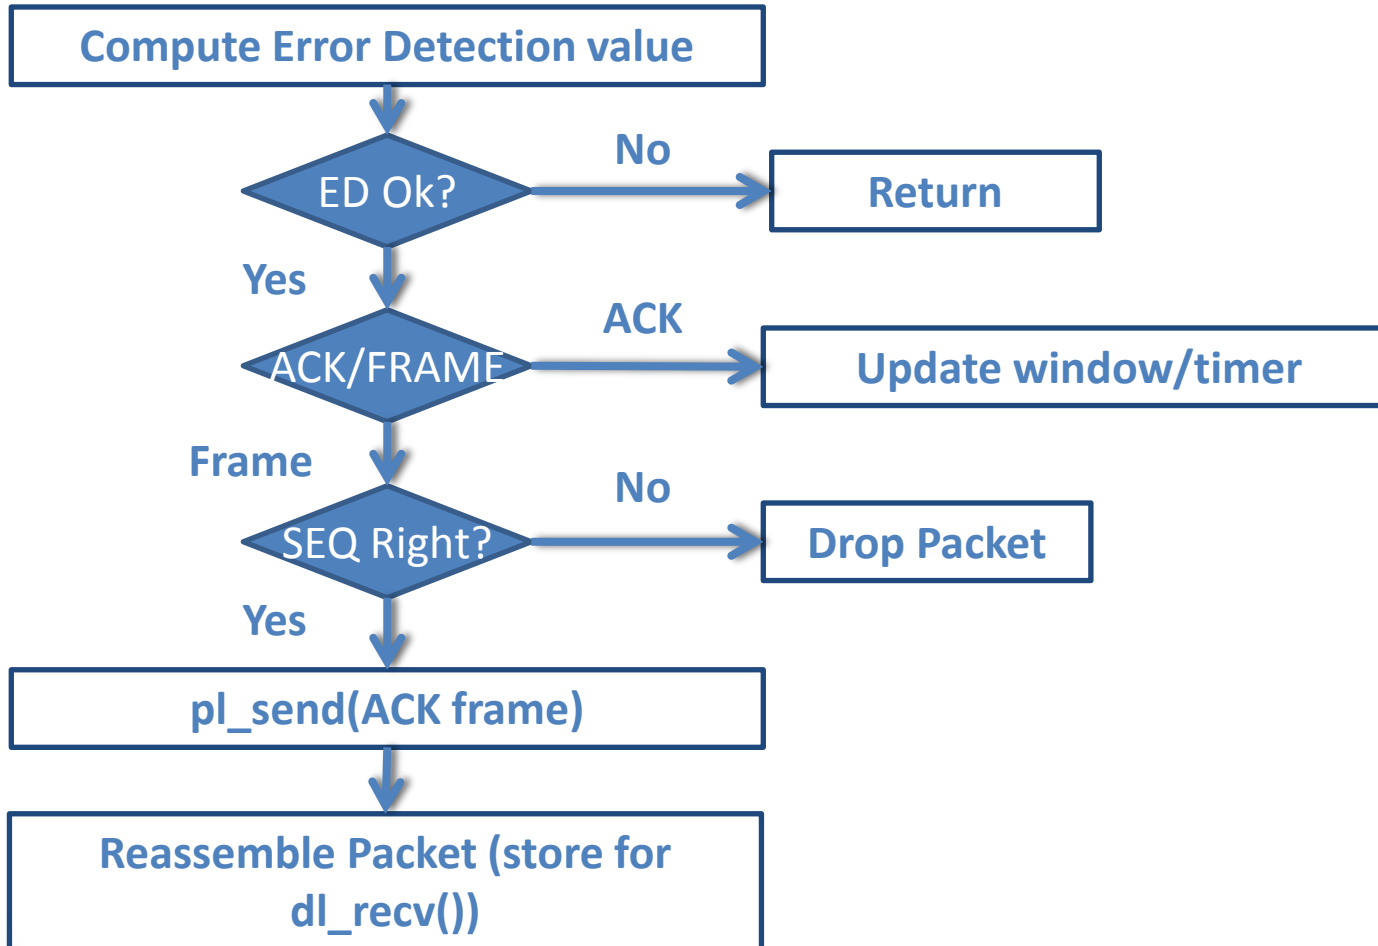 Compute Error Detection value
No
ED Ok?
Return
Yes
ACK
ACK/FRAME
Update window/timer
Frame
No
SEQ Right?
Drop Packet
Yes
pl_send(ACK frame)
Reassemble Packet (store for
dl_recv())